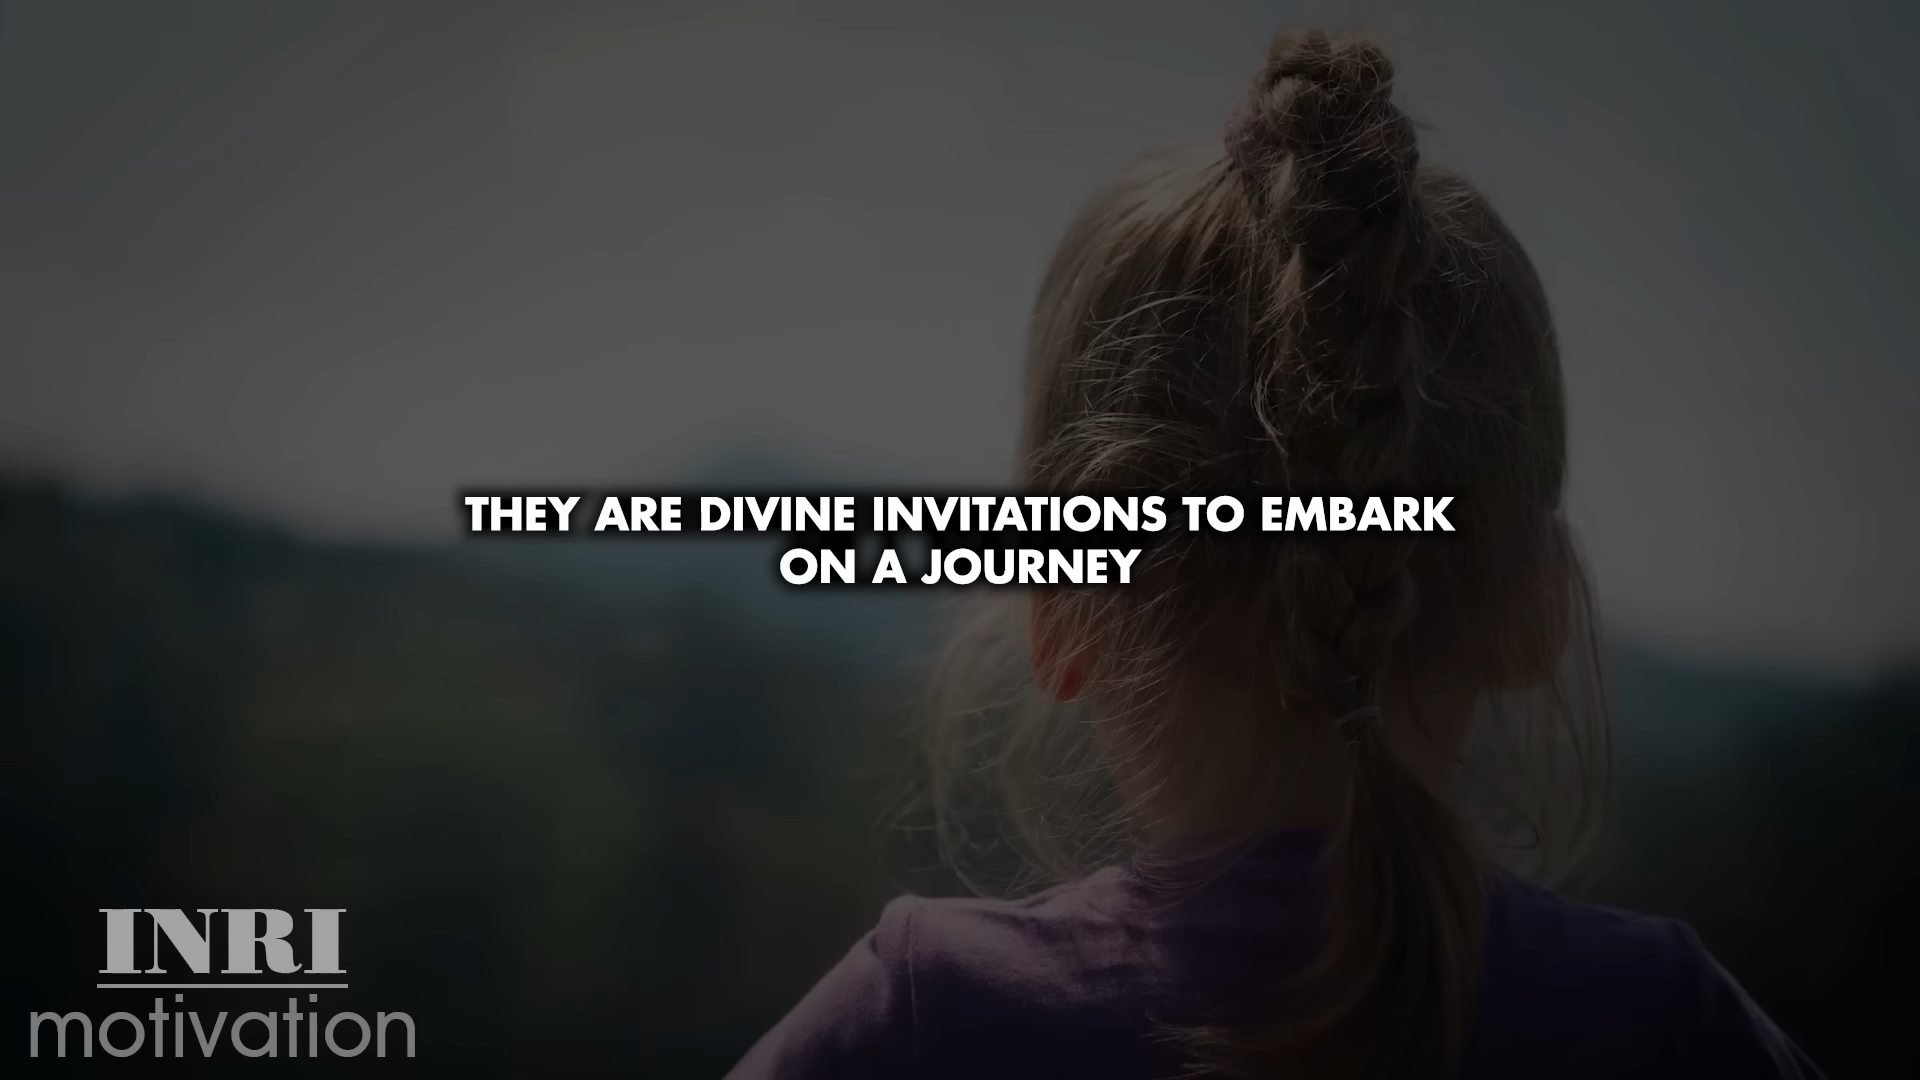 THEY ARE DIVINE INVITATIONS TO EMBARK
ON A JOURNEY
INRI
motivation